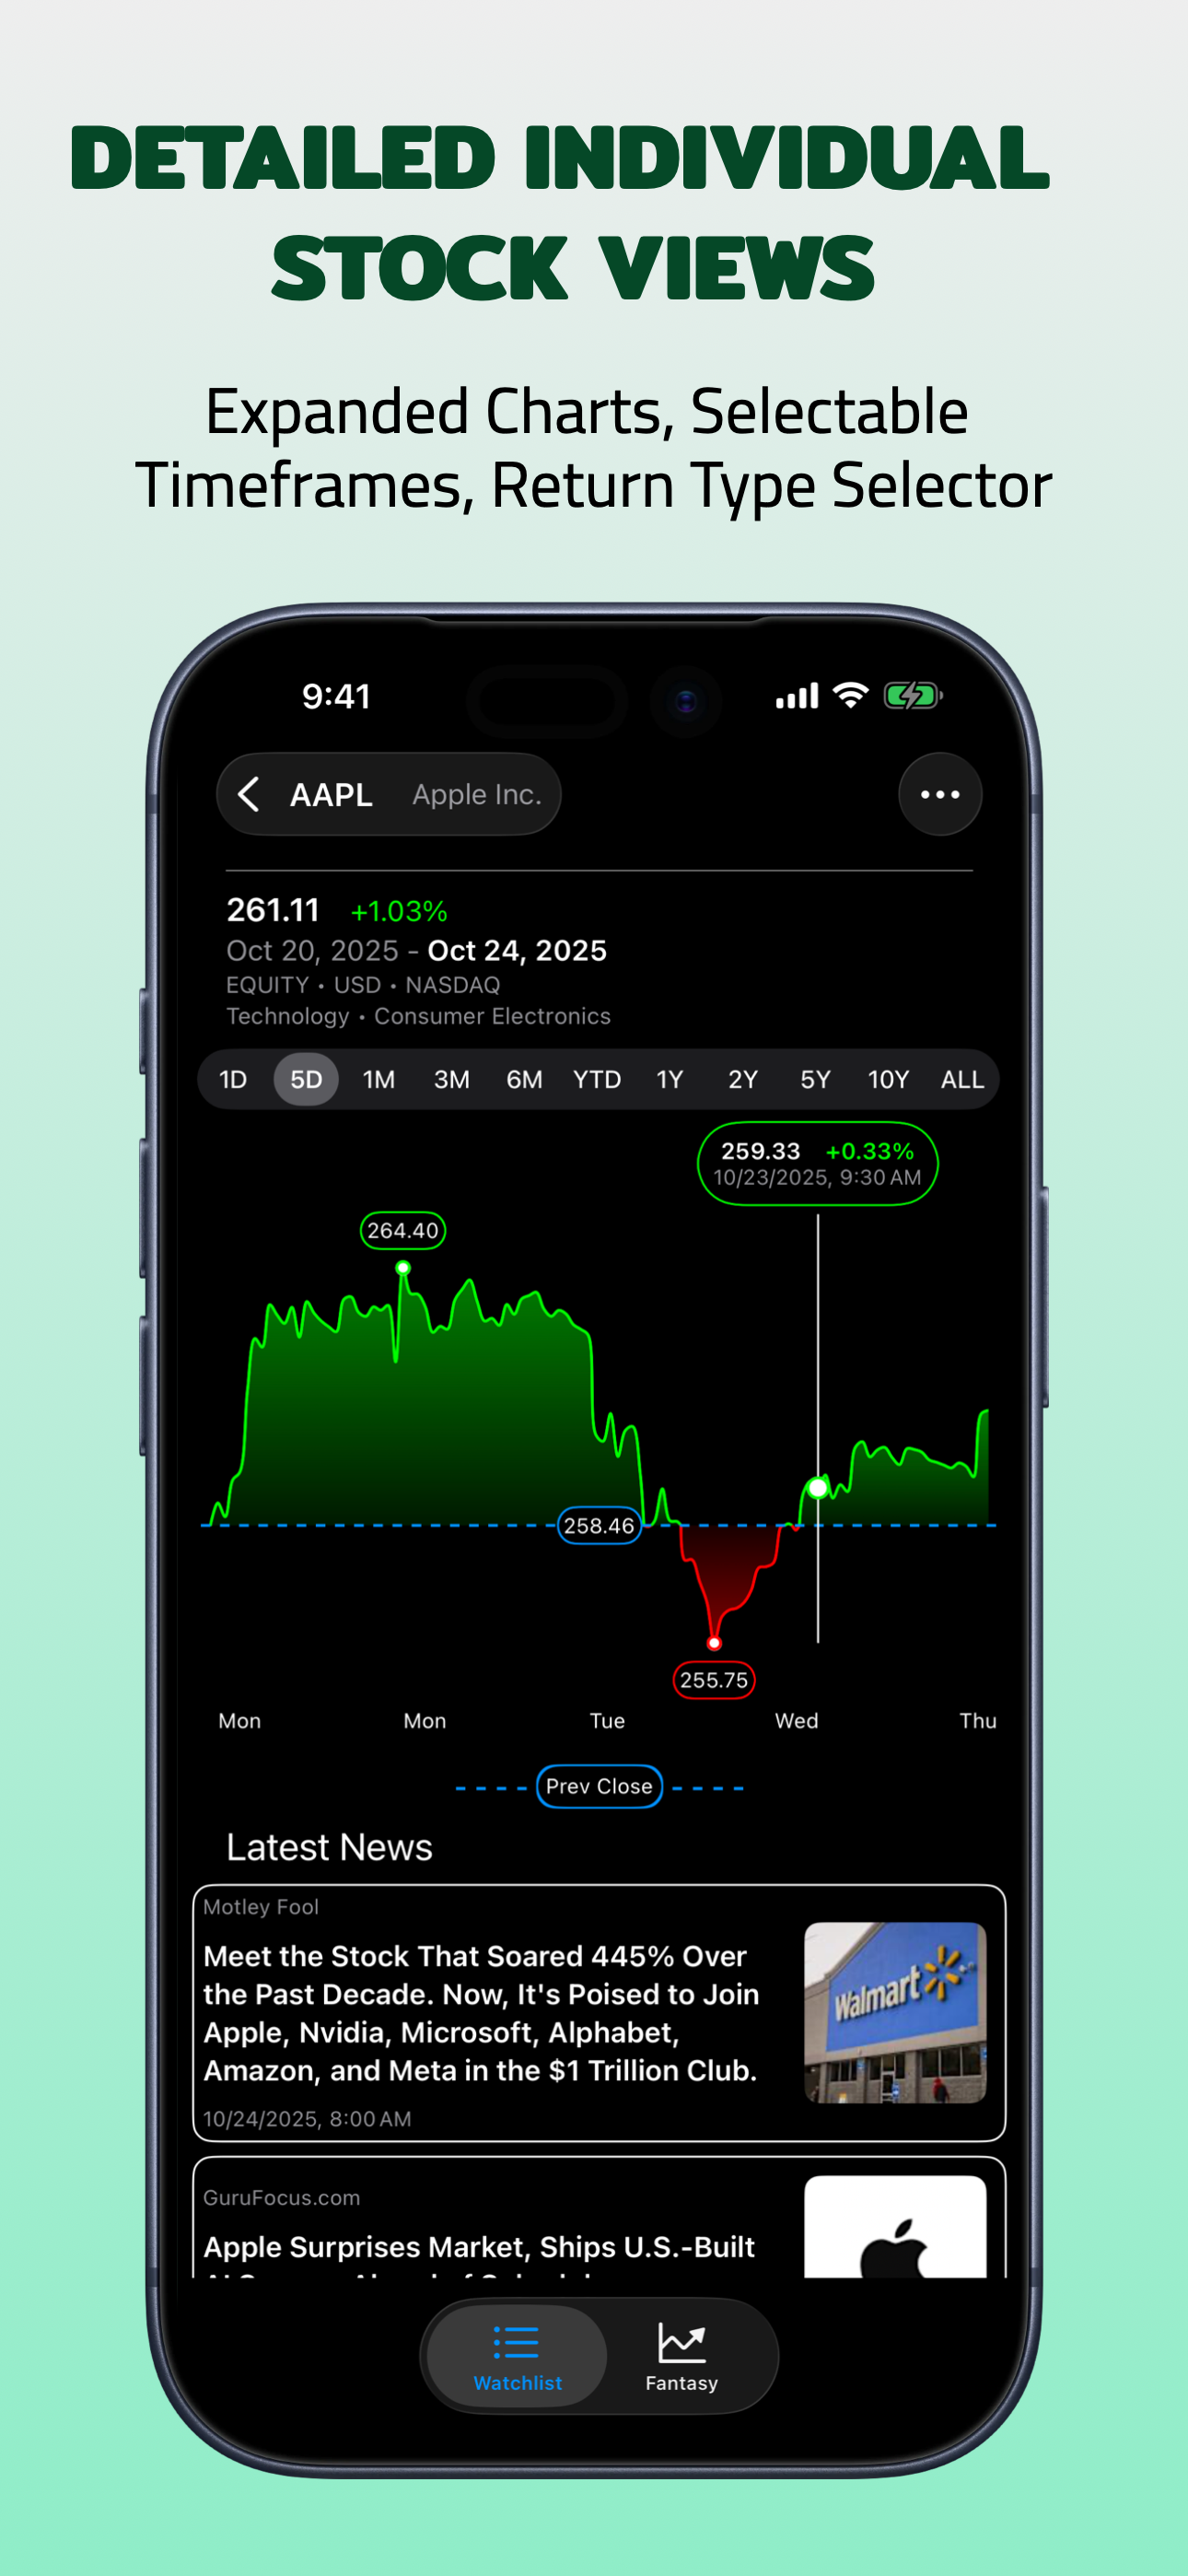 DETAILED INDIVIDUAL
STOCK VIEWS
Expanded Charts, Selectable
Timeframes, Return Type Selector
9:41
AAPL Apple Inc.
261.11 +1.03%
Oct 20, 2025 - Oct 24, 2025
EQUITY • USD • NASDAQ
Technology • Consumer Electronics
1D 5D 1M 3M 6M YTD 1Y 2Y 5Y 10Y ALL
259.33 +0.33%
10/23/2025, 9:30 AM
264.40
258.46
255.75
Mon Mon Tue Wed Thu
Prev Close
Latest News
Motley Fool
Meet the Stock That Soared 445% Over
the Past Decade. Now, It's Poised to Join
Apple, Nvidia, Microsoft, Alphabet,
Amazon, and Meta in the $1 Trillion Club.
Walmart
10/24/2025, 8:00 AM
GuruFocus.com
Apple Surprises Market, Ships U.S.-Built
Watchlist Fantasy